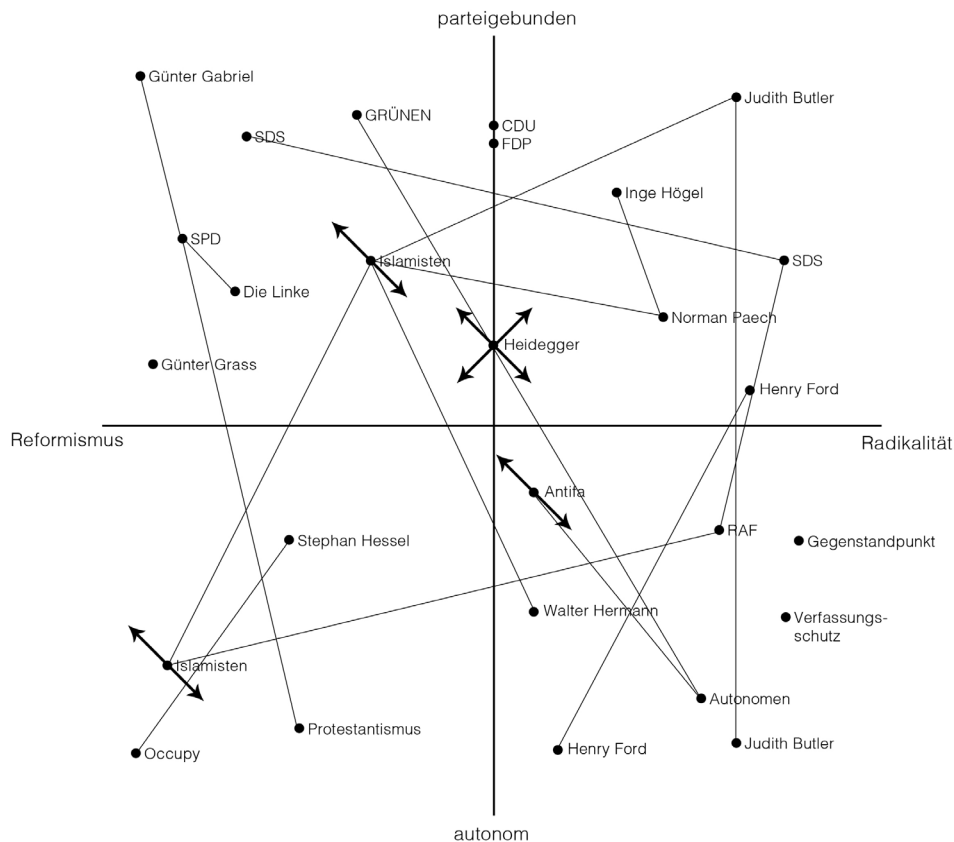 parteigebunden
Günter Gabriel
Judith Butler
GRÜNEN
CDU
SDS
FDP
Inge Högel
SPD
Islamisten
SDS
Die Linke
Norman Paech
Heidegger
Günter Grass
Henry Ford
Reformismus
Radikalität
Antifa
RAF
Stephan Hessel
Gegenstandpunkt
Walter Hermann
Verfassungs-
schutz
Islamisten
Autonomen
Protestantismus
Judith Butler
Henry Ford
Occupy
autonom